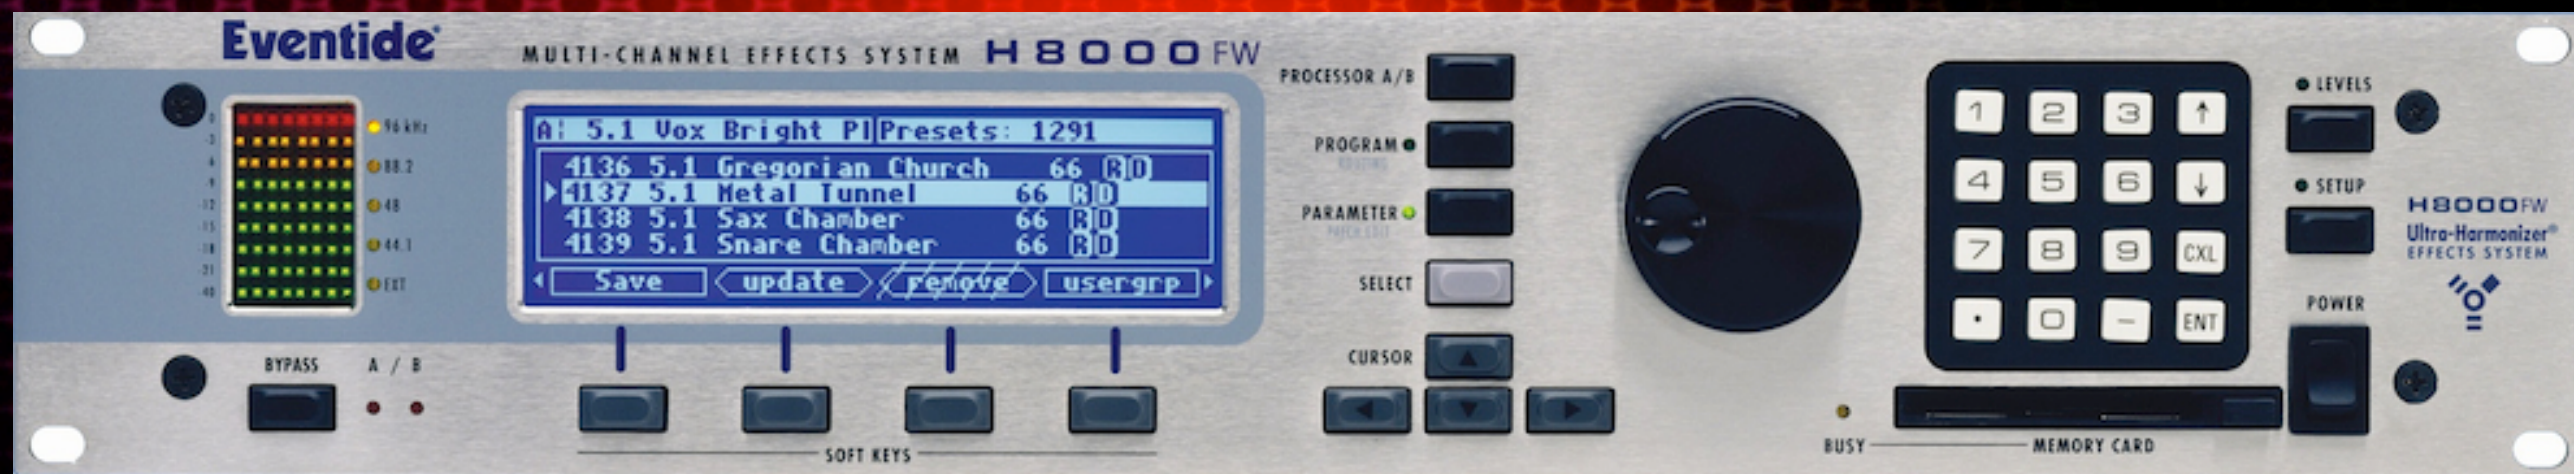 Eventide®
MULTI-CHANNEL EFFECTS SYSTEM H8000FW
0
-3
-6
-9
-12
-15
-18
-21
-40
96 kHz
88.2
48
44.1
EXT
A: 5.1 Vox Bright Pl Presets: 1291
4136 5.1 Gregorian Church 66 R D
4137 5.1 Metal Tunnel 66 R D
4138 5.1 Sax Chamber 66 R D
4139 5.1 Snare Chamber 66 R D
Save update remove usergrp
BYPASS A / B
SOFT KEYS
PROCESSOR A/B
PROGRAM
ROUTING
PARAMETER
PATCH EDIT
SELECT
CURSOR
1 2 3 ↑
4 5 6 ↓
7 8 9 CXL
• 0 – ENT
BUSY MEMORY CARD
LEVELS
SETUP
H8000FW
Ultra-Harmonizer®
EFFECTS SYSTEM
POWER